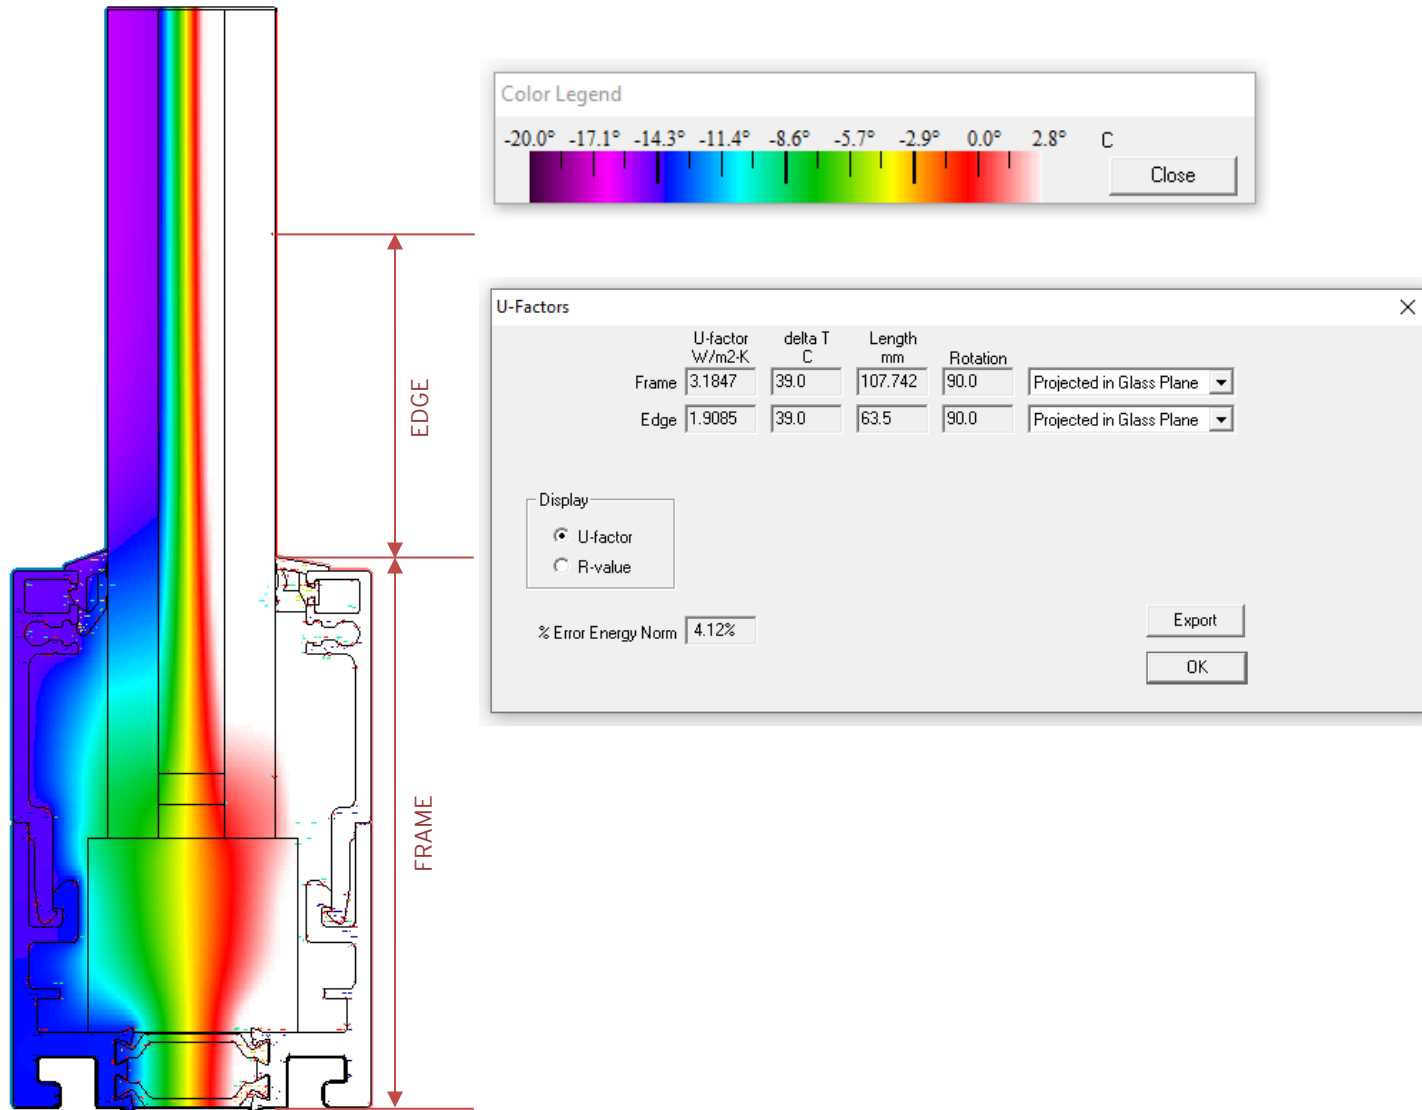 Color Legend
-20.0° -17.1° -14.3° -11.4° -8.6° -5.7° -2.9° 0.0° 2.8° C
Close
EDGE
FRAME
U-Factors
U-factor delta T Length
W/m2-K C mm Rotation
Frame 3.1847 39.0 107.742 90.0 Projected in Glass Plane
Edge 1.9085 39.0 63.5 90.0 Projected in Glass Plane
Display
U-factor
R-value
% Error Energy Norm 4.12%
Export
OK